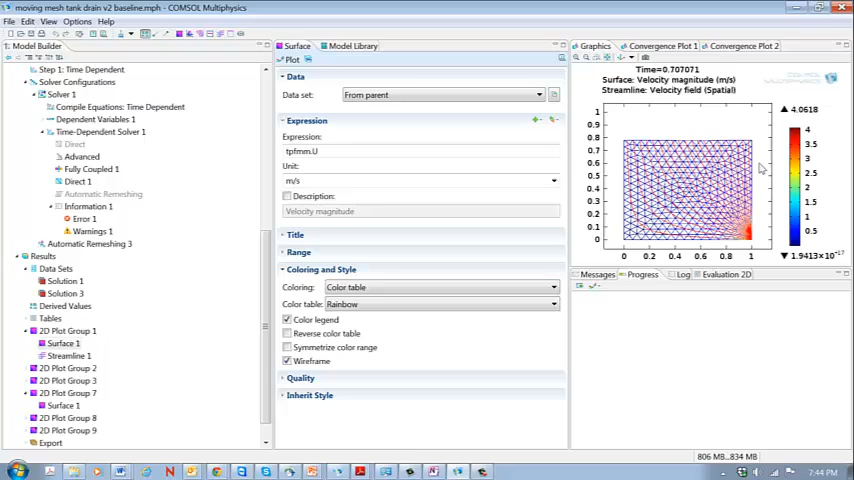 moving mesh tank drain v2 baseline.mph - COMSOL Multiphysics
File Edit View Options Help
Model Builder
Step 1: Time Dependent
Solver Configurations
Solver 1
Compile Equations: Time Dependent
Dependent Variables 1
Time-Dependent Solver 1
Direct
Advanced
Fully Coupled 1
Direct 1
Automatic Remeshing
Information 1
Error 1
Warnings 1
Automatic Remeshing 3
Results
Data Sets
Solution 1
Solution 3
Derived Values
Tables
2D Plot Group 1
Surface 1
Streamline 1
2D Plot Group 2
2D Plot Group 3
2D Plot Group 7
Surface 1
2D Plot Group 8
2D Plot Group 9
Export
Surface Model Library
Plot
Data
Data set: From parent
Expression
Expression:
tpfmm.U
Unit:
m/s
Description:
Velocity magnitude
Title
Range
Coloring and Style
Coloring: Color table
Color table: Rainbow
Color legend
Reverse color table
Symmetrize color range
Wireframe
Quality
Inherit Style
Graphics Convergence Plot 1 Convergence Plot 2
Time=0.707071
Surface: Velocity magnitude (m/s)
Streamline: Velocity field (Spatial)
▲ 4.0618
1
0.9
0.8
0.7
0.6
0.5
0.4
0.3
0.2
0.1
0
0 0.2 0.4 0.6 0.8 1
4
3.5
3
2.5
2
1.5
1
0.5
▼ 1.9413×10⁻¹⁷
Messages Progress Log Evaluation 2D
806 MB...834 MB
7:44 PM